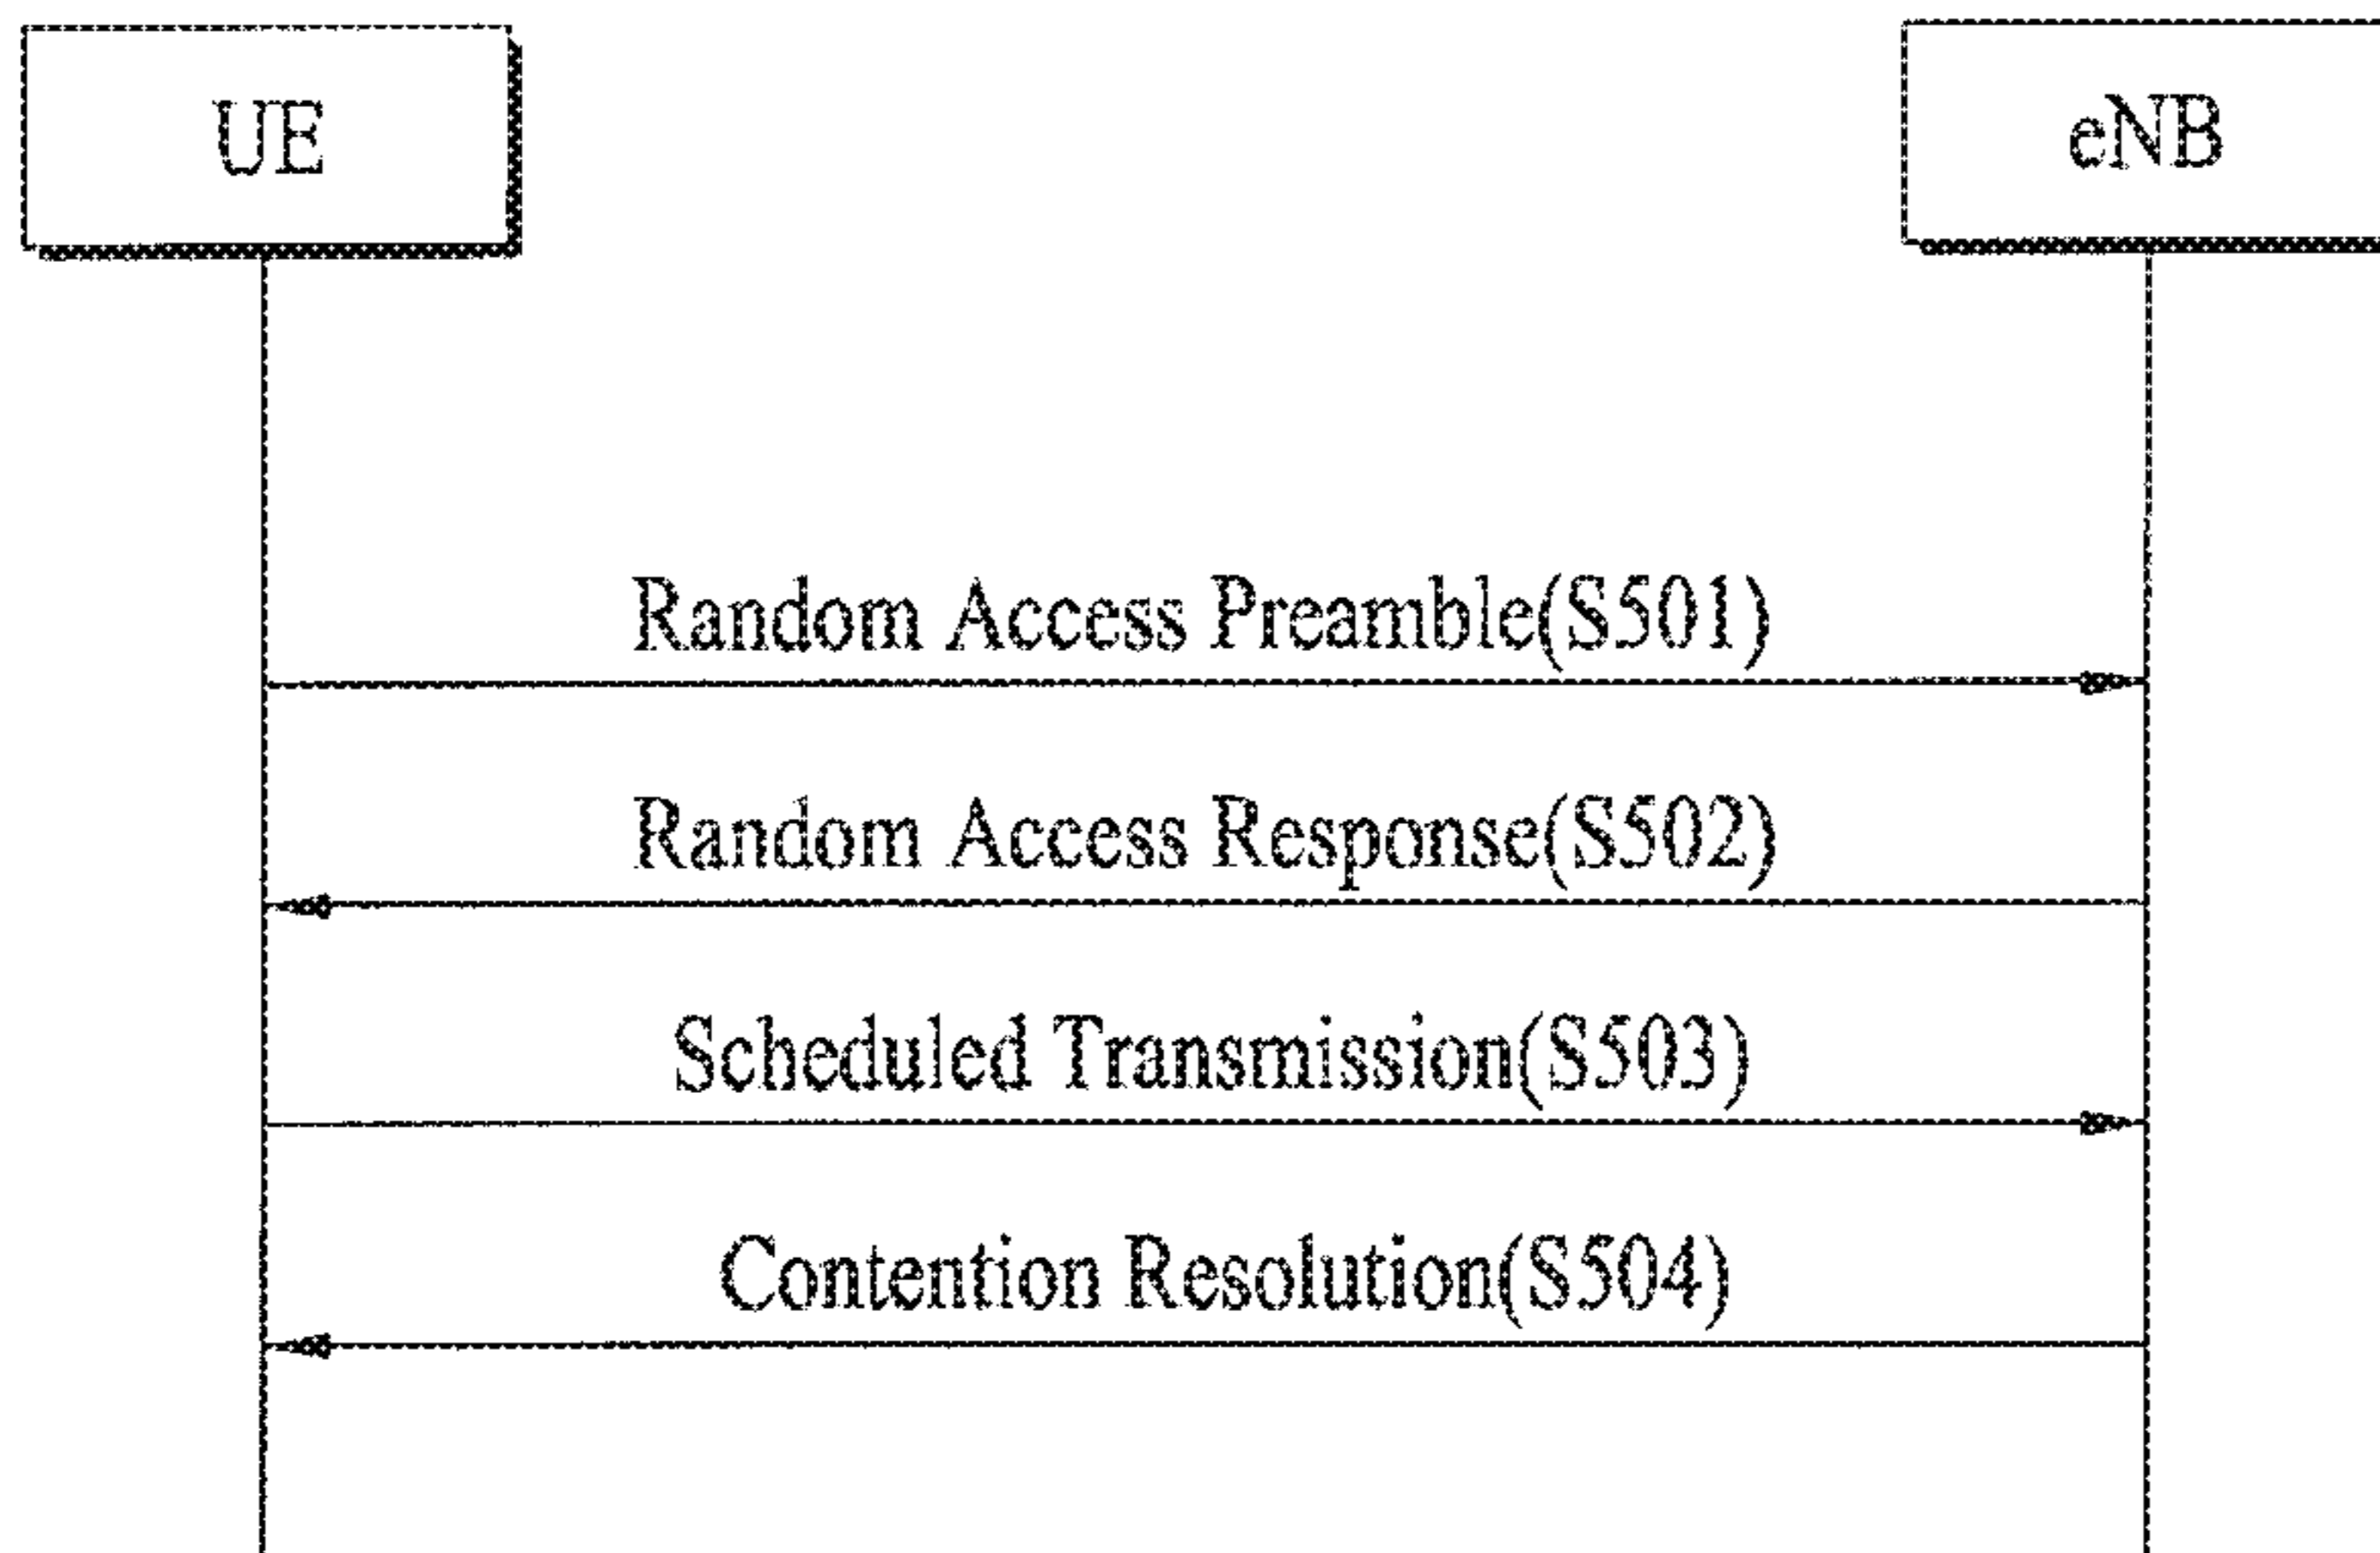 UE
eNB
Random Access Preamble(S501)
Random Access Response(S502)
Scheduled Transmission(S503)
Contention Resolution(S504)